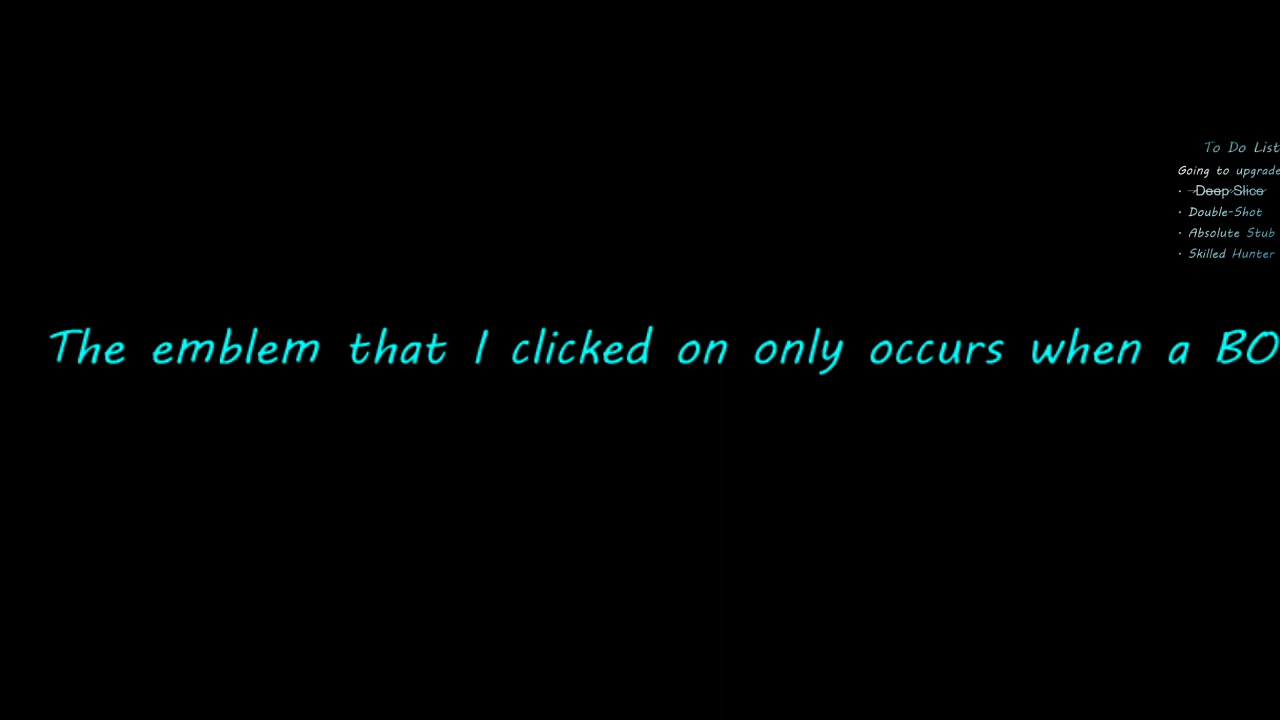 To Do List
Going to upgrade
· Deep Slice
· Double-Shot
· Absolute Stub
· Skilled Hunter
The emblem that I clicked on only occurs when a BO